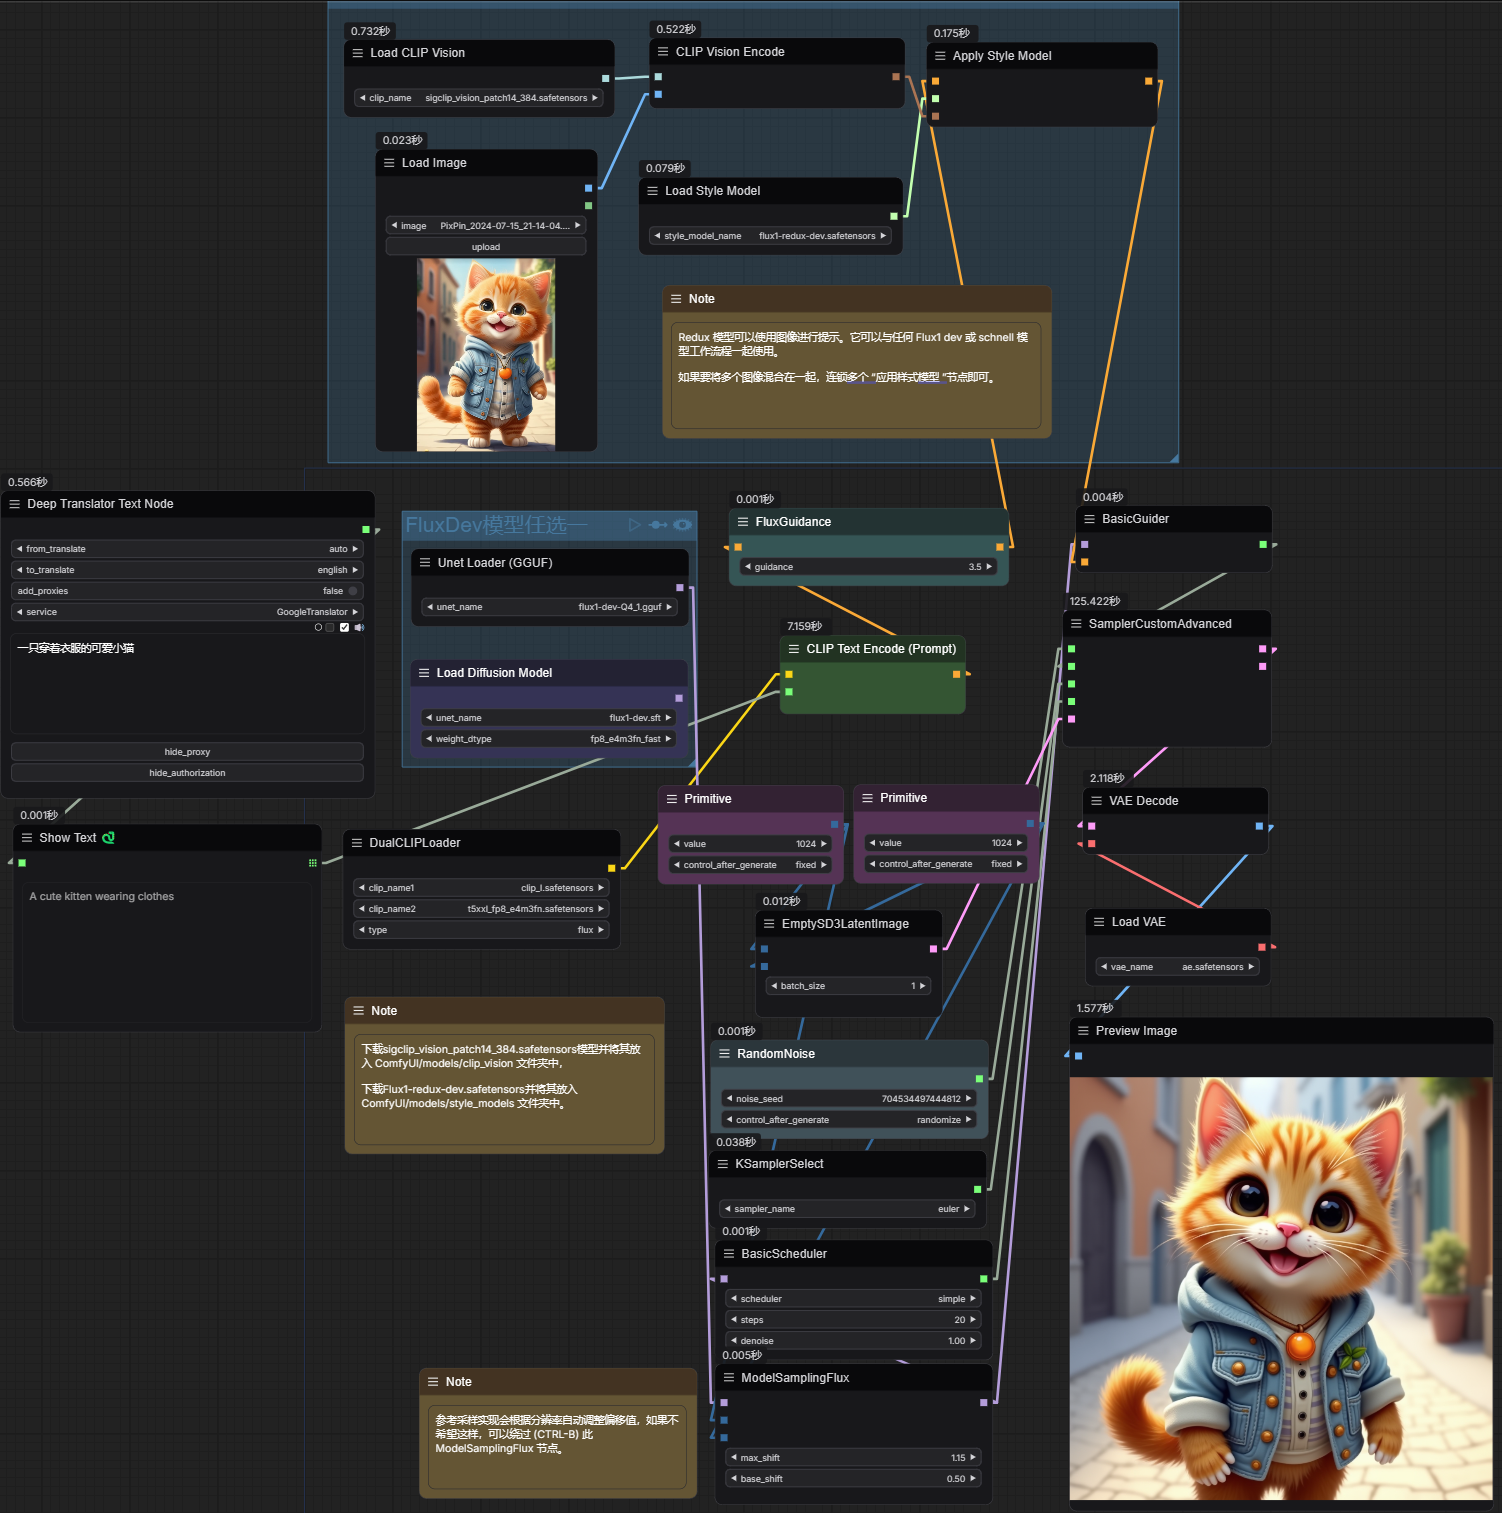 0.732秒
Load CLIP Vision
clip_name sigclip_vision_patch14_384.safetensors
0.522秒
CLIP Vision Encode
0.175秒
Apply Style Model
0.023秒
Load Image
image PixPin_2024-07-15_21-14-04....
upload
0.079秒
Load Style Model
style_model_name flux1-redux-dev.safetensors
Note
Redux 模型可以使用图像进行提示。它可以与任何 Flux1 dev 或 schnell 模
型工作流程一起使用。
如果要将多个图像混合在一起，连锁多个 "应用样式模型 "节点即可。
0.566秒
Deep Translator Text Node
from_translate auto
to_translate english
add_proxies false
service GoogleTranslator
一只穿着衣服的可爱小猫
hide_proxy
hide_authorization
0.001秒
Show Text
A cute kitten wearing clothes
FluxDev模型任选一
Unet Loader (GGUF)
unet_name flux1-dev-Q4_1.gguf
Load Diffusion Model
unet_name flux1-dev.sft
weight_dtype fp8_e4m3fn_fast
0.001秒
FluxGuidance
guidance 3.5
7.159秒
CLIP Text Encode (Prompt)
0.004秒
BasicGuider
125.422秒
SamplerCustomAdvanced
2.118秒
VAE Decode
Load VAE
vae_name ae.safetensors
DualCLIPLoader
clip_name1 clip_l.safetensors
clip_name2 t5xxl_fp8_e4m3fn.safetensors
type flux
Primitive
value 1024
control_after_generate fixed
Primitive
value 1024
control_after_generate fixed
0.012秒
EmptySD3LatentImage
batch_size 1
Note
下载sigclip_vision_patch14_384.safetensors模型并将其放
入 ComfyUI/models/clip_vision 文件夹中，
下载Flux1-redux-dev.safetensors并将其放入
ComfyUI/models/style_models 文件夹中。
0.001秒
RandomNoise
noise_seed 704534497444812
control_after_generate randomize
0.038秒
KSamplerSelect
sampler_name euler
0.001秒
BasicScheduler
scheduler simple
steps 20
denoise 1.00
0.005秒
ModelSamplingFlux
max_shift 1.15
base_shift 0.50
Note
参考采样实现会根据分辨率自动调整偏移值，如果不
希望这样，可以绕过 (CTRL-B) 此
ModelSamplingFlux 节点。
1.577秒
Preview Image